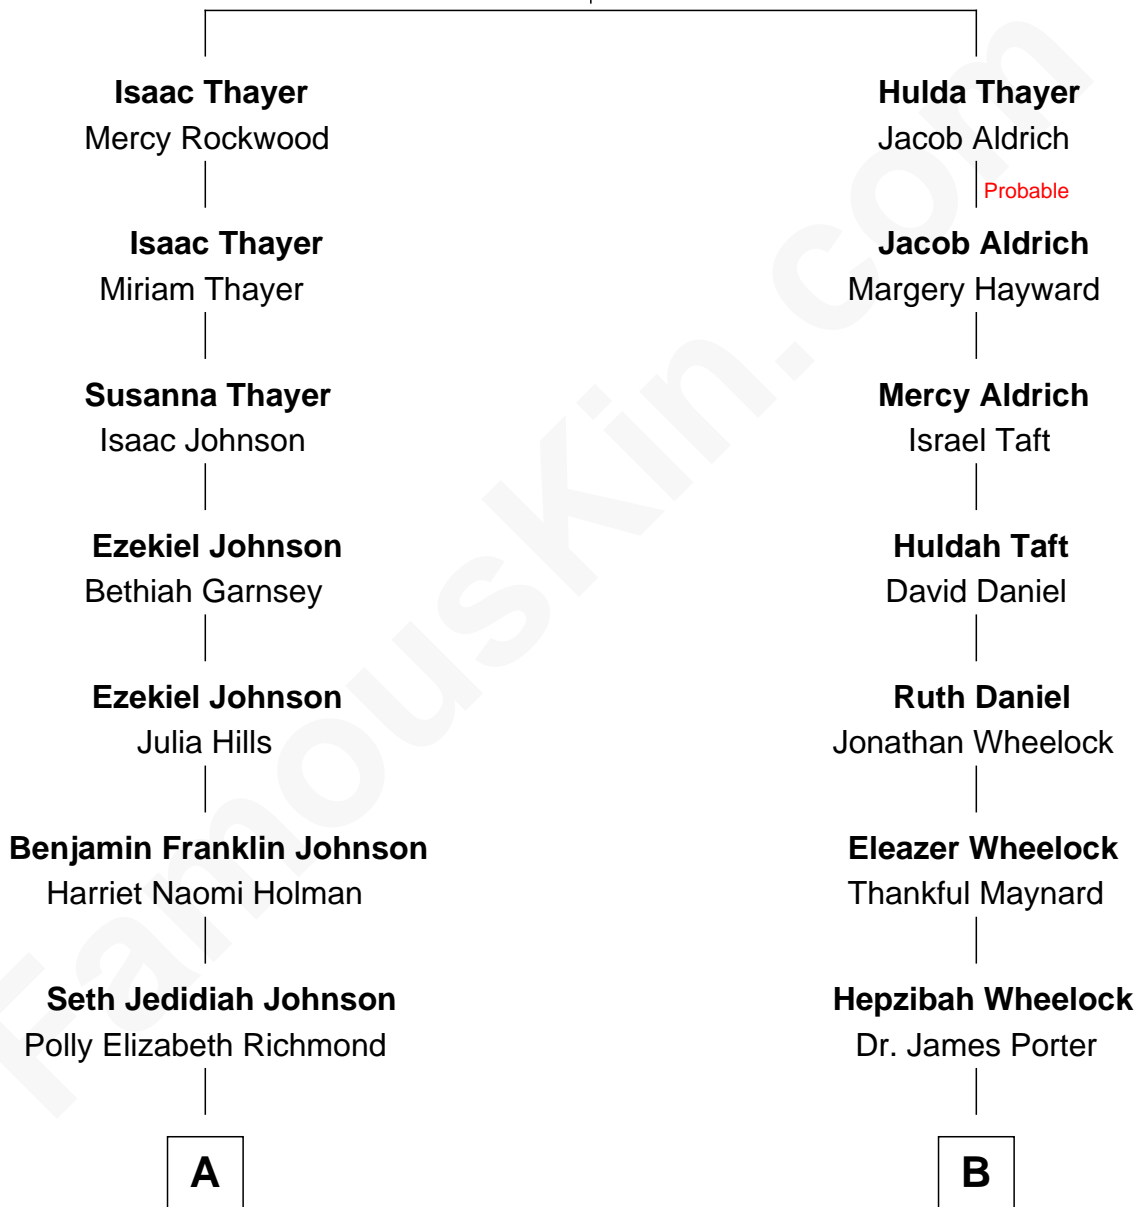 Isaac Thayer
Mercy Rockwood
Hulda Thayer
Jacob Aldrich
Probable
Isaac Thayer
Miriam Thayer
Jacob Aldrich
Margery Hayward
Susanna Thayer
Isaac Johnson
Mercy Aldrich
Israel Taft
Ezekiel Johnson
Bethiah Garnsey
Huldah Taft
David Daniel
Ezekiel Johnson
Julia Hills
Ruth Daniel
Jonathan Wheelock
Benjamin Franklin Johnson
Harriet Naomi Holman
Eleazer Wheelock
Thankful Maynard
Seth Jedidiah Johnson
Polly Elizabeth Richmond
Hepzibah Wheelock
Dr. James Porter
A
B
FamousKin.com